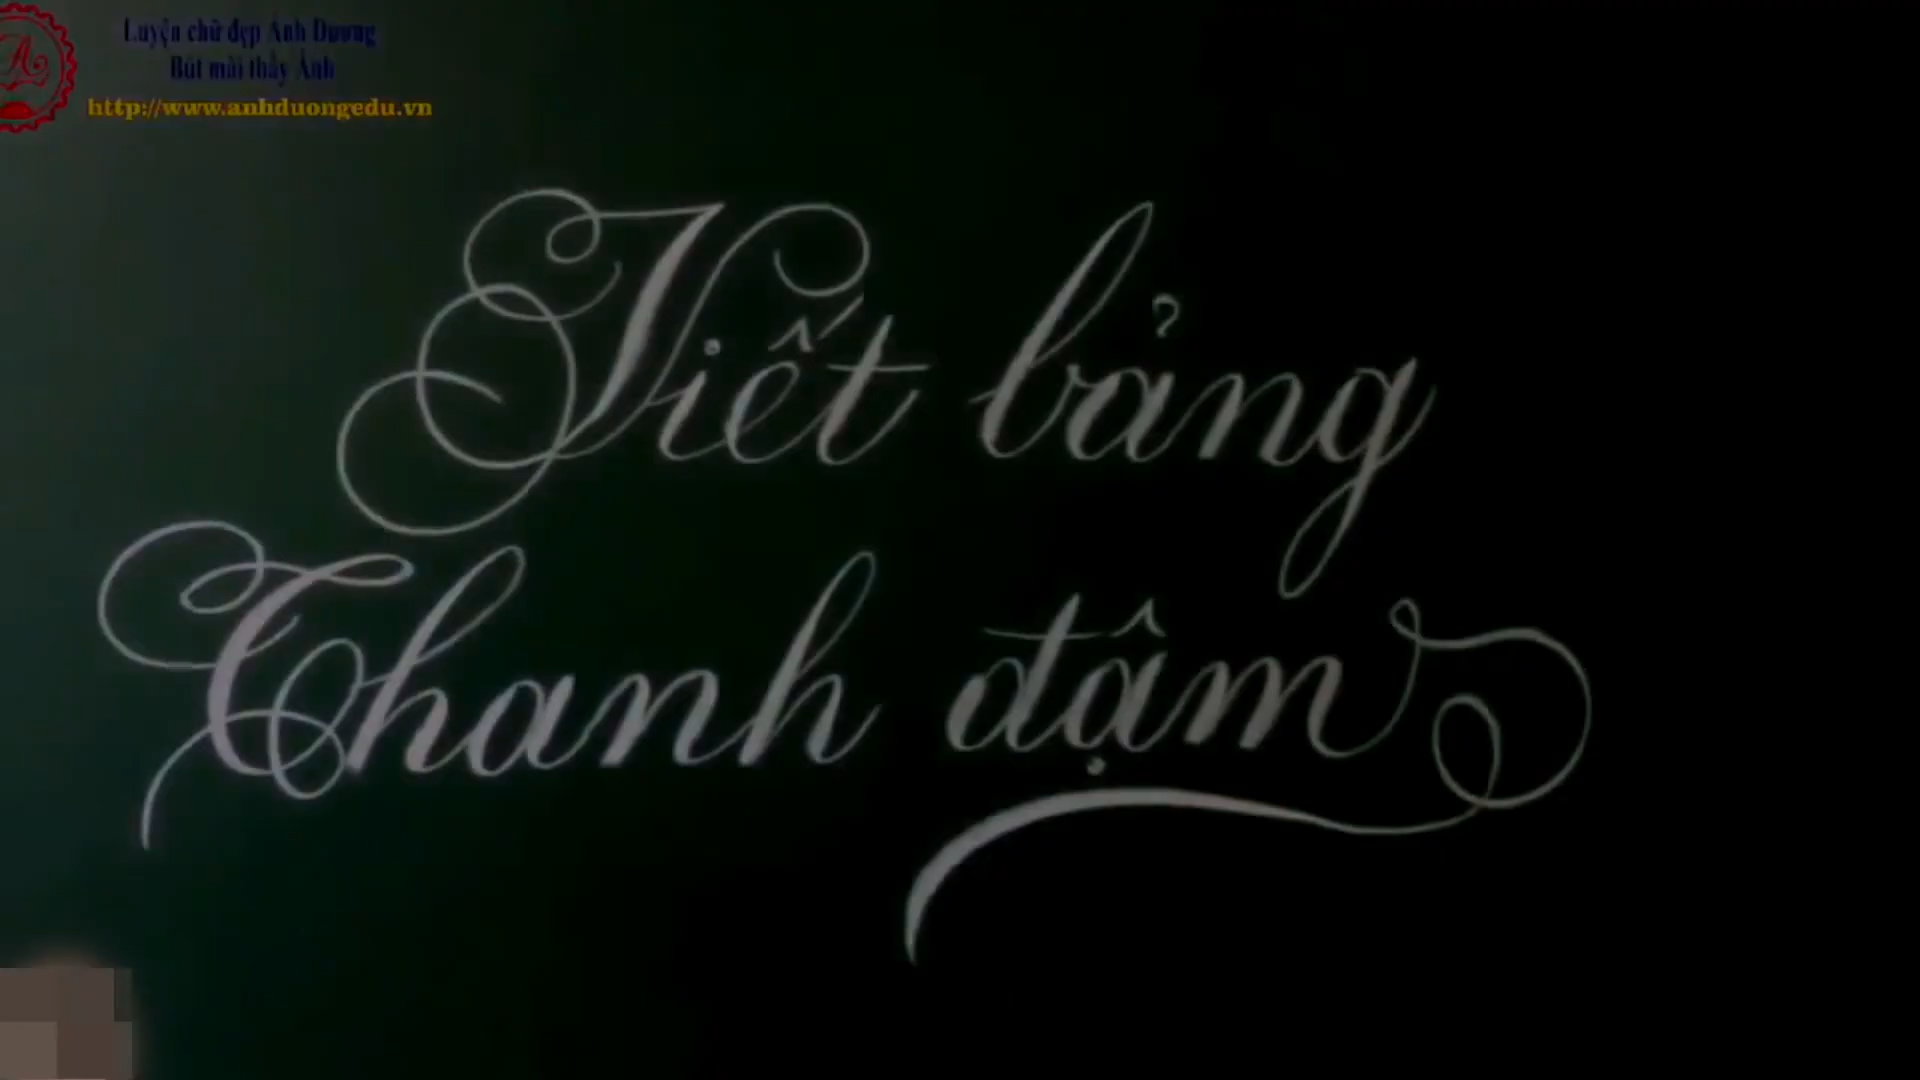 Luyện chữ đẹp Ánh Dương
Bút mài thầy Ánh
http://www.anhduongedu.vn
Viết bảng
Thanh đậm